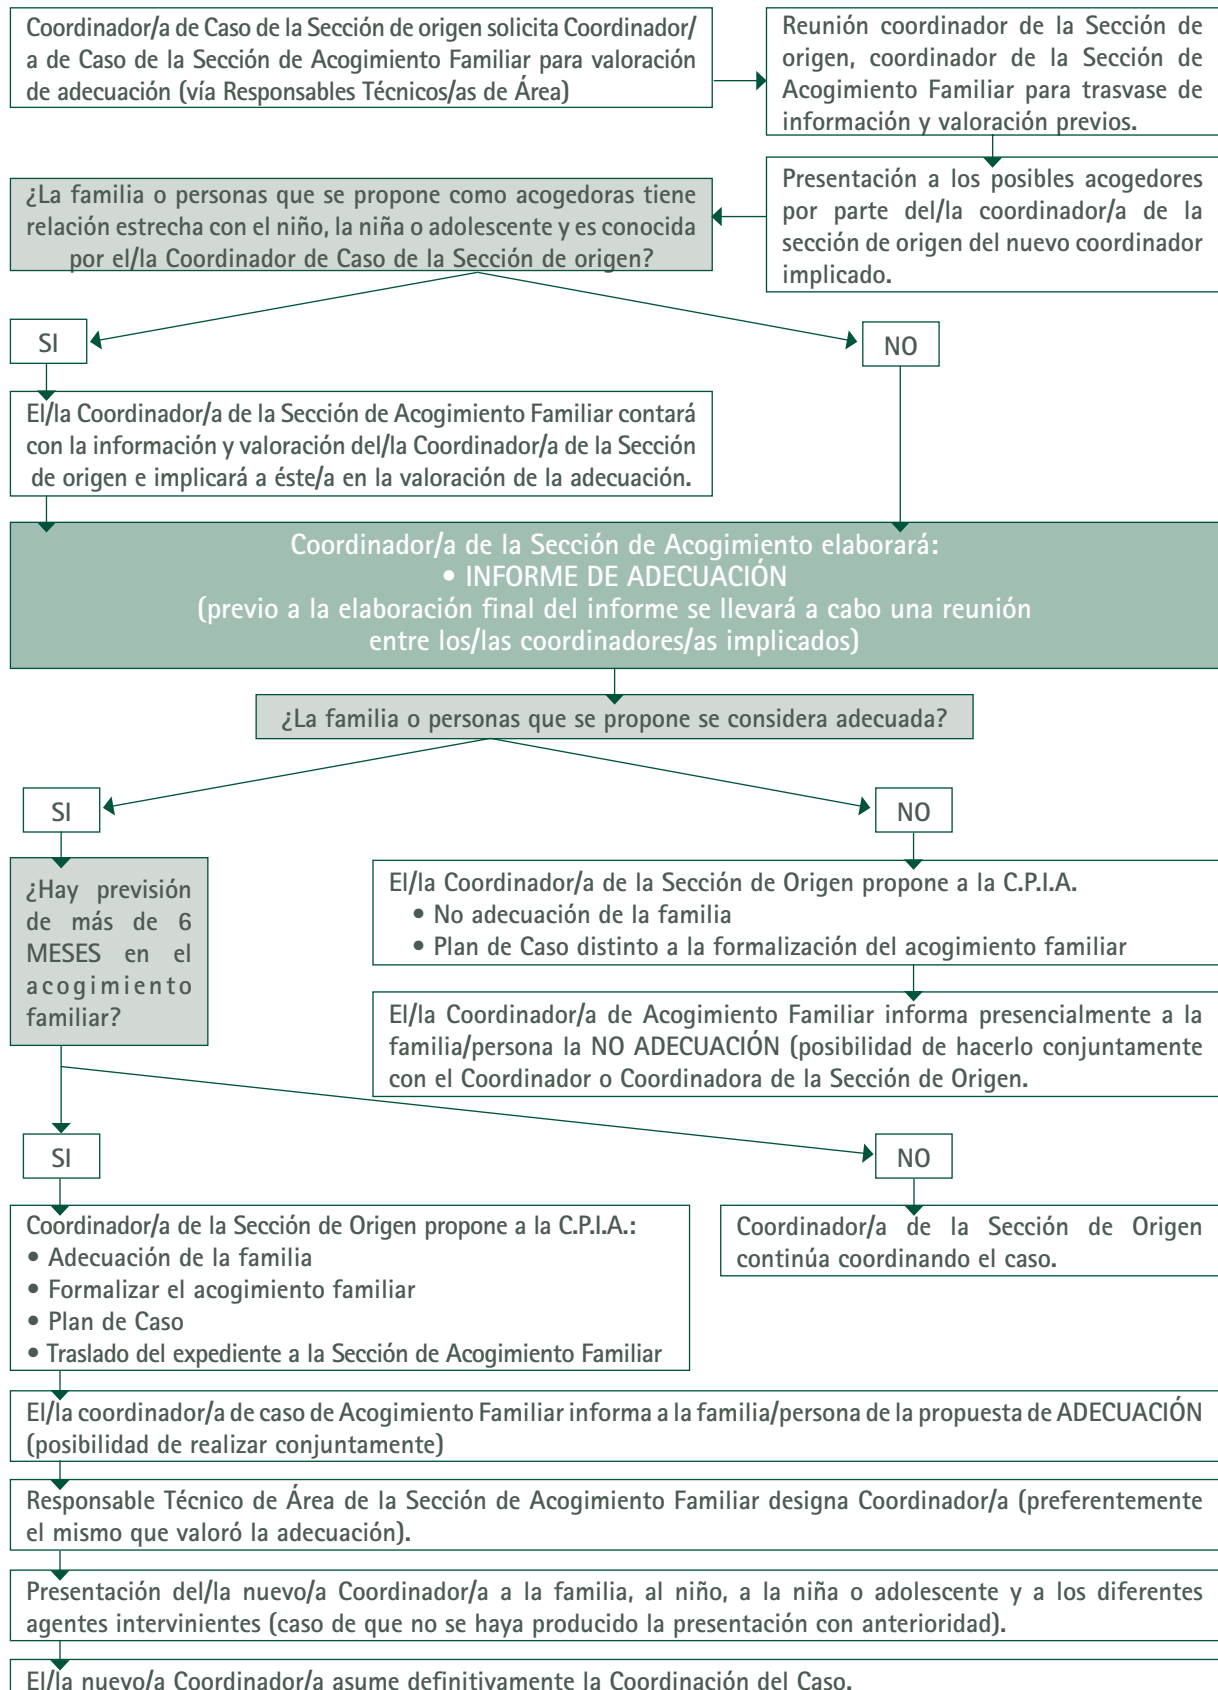 Coordinador/a de Caso de la Sección de origen solicita Coordinador/
a de Caso de la Sección de Acogimiento Familiar para valoración
de adecuación (vía Responsables Técnicos/as de Área)
Reunión coordinador de la Sección de
origen, coordinador de la Sección de
Acogimiento Familiar para trasvase de
información y valoración previos.
Presentación a los posibles acogedores
por parte del/la coordinador/a de la
sección de origen del nuevo coordinador
implicado.
¿La familia o personas que se propone como acogedoras tiene
relación estrecha con el niño, la niña o adolescente y es conocida
por el/la Coordinador de Caso de la Sección de origen?
SI
NO
El/la Coordinador/a de la Sección de Acogimiento Familiar contará
con la información y valoración del/la Coordinador/a de la Sección
de origen e implicará a éste/a en la valoración de la adecuación.
Coordinador/a de la Sección de Acogimiento elaborará:
• INFORME DE ADECUACIÓN
(previo a la elaboración final del informe se llevará a cabo una reunión
entre los/las coordinadores/as implicados)
¿La familia o personas que se propone se considera adecuada?
SI
NO
¿Hay previsión
de más de 6
MESES en el
acogimiento
familiar?
El/la Coordinador/a de la Sección de Origen propone a la C.P.I.A.
• No adecuación de la familia
• Plan de Caso distinto a la formalización del acogimiento familiar
El/la Coordinador/a de Acogimiento Familiar informa presencialmente a la
familia/persona la NO ADECUACIÓN (posibilidad de hacerlo conjuntamente
con el Coordinador o Coordinadora de la Sección de Origen.
SI
NO
Coordinador/a de la Sección de Origen propone a la C.P.I.A.:
• Adecuación de la familia
• Formalizar el acogimiento familiar
• Plan de Caso
• Traslado del expediente a la Sección de Acogimiento Familiar
Coordinador/a de la Sección de Origen
continúa coordinando el caso.
El/la coordinador/a de caso de Acogimiento Familiar informa a la familia/persona de la propuesta de ADECUACIÓN
(posibilidad de realizar conjuntamente)
Responsable Técnico de Área de la Sección de Acogimiento Familiar designa Coordinador/a (preferentemente
el mismo que valoró la adecuación).
Presentación del/la nuevo/a Coordinador/a a la familia, al niño, a la niña o adolescente y a los diferentes
agentes intervinientes (caso de que no se haya producido la presentación con anterioridad).
El/la nuevo/a Coordinador/a asume definitivamente la Coordinación del Caso.